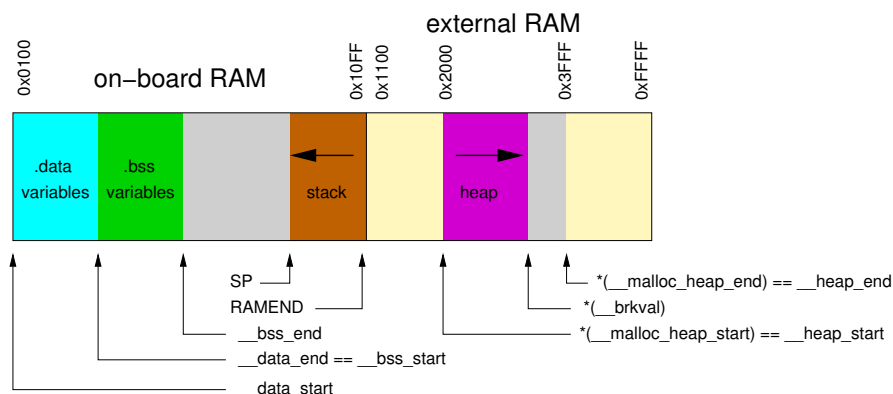 external RAM
on−board RAM
0x0100
0x10FF
0x1100
0x2000
0x3FFF
0xFFFF
.data
variables
.bss
variables
stack
heap
SP
RAMEND
__bss_end
__data_end == __bss_start
__data_start
*(__malloc_heap_end) == __heap_end
*(__brkval)
*(__malloc_heap_start) == __heap_start